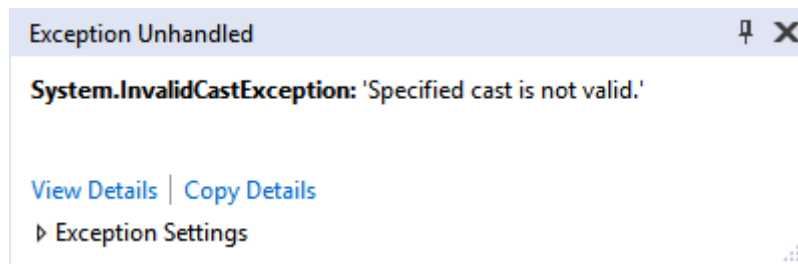 Exception Unhandled
System.InvalidCastException: 'Specified cast is not valid.'
View Details | Copy Details
Exception Settings